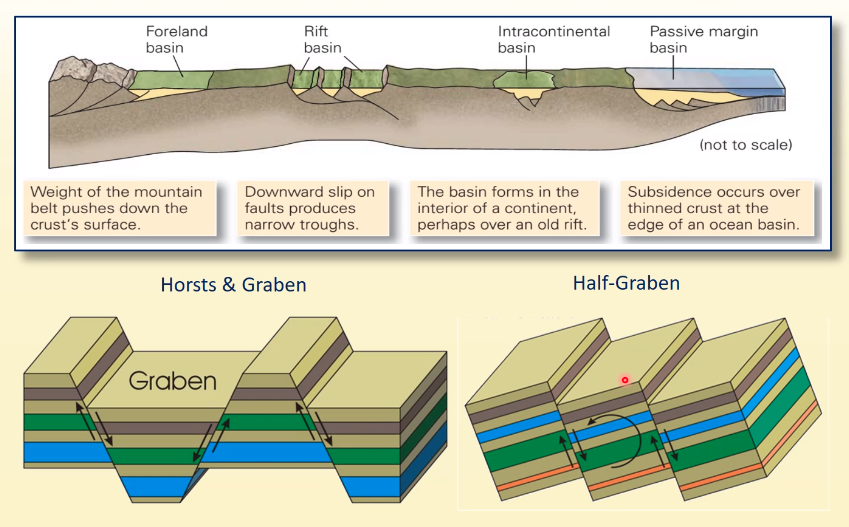 Foreland
basin
Rift
basin
Intracontinental
basin
Passive margin
basin
(not to scale)
Weight of the mountain
belt pushes down the
crust's surface.
Downward slip on
faults produces
narrow troughs.
The basin forms in the
interior of a continent,
perhaps over an old rift.
Subsidence occurs over
thinned crust at the
edge of an ocean basin.
Horsts & Graben
Half-Graben
Graben